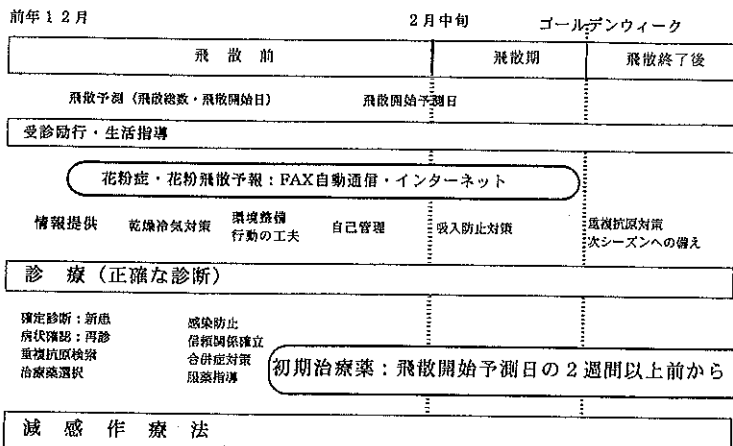 前年１２月 2月中旬 ゴールデンウィーク
飛散前 飛散期 飛散終了後
飛散予測（飛散総数・飛散開始日） 飛散開始予測日
受診励行・生活指導
花粉症・花粉飛散予報：FAX自動通信・インターネット
情報提供 乾燥冷気対策 環境整備 自己管理 吸入防止対策 重複抗原対策
行動の工夫 次シーズンへの備え
診療（正確な診断）
確定診断：新患 感染防止
病状確認：再診 信頼関係確立
重複抗原検索 合併症対策
治療薬選択 服薬指導
初期治療薬：飛散開始予測日の２週間以上前から
減感作療法